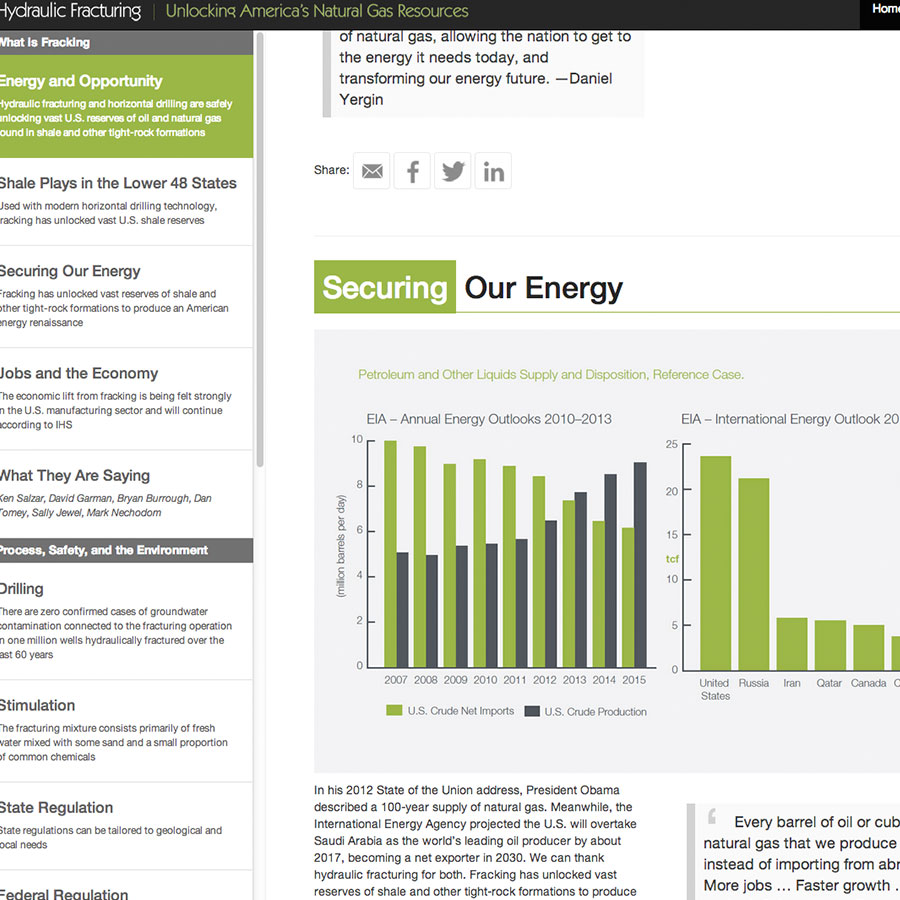 Hydraulic Fracturing | Unlocking America's Natural Gas Resources
Home
What is Fracking
Energy and Opportunity
Hydraulic fracturing and horizontal drilling are safely
unlocking vast U.S. reserves of oil and natural gas
found in shale and other tight-rock formations
Shale Plays in the Lower 48 States
Used with modern horizontal drilling technology,
fracking has unlocked vast U.S. shale reserves
Securing Our Energy
Fracking has unlocked vast reserves of shale and
other tight-rock formations to produce an American
energy renaissance
Jobs and the Economy
The economic lift from fracking is being felt strongly
in the U.S. manufacturing sector and will continue
according to IHS
What They Are Saying
Ken Salzar, David Garman, Bryan Burrough, Dan
Tomey, Sally Jewel, Mark Nechodom
Process, Safety, and the Environment
Drilling
There are zero confirmed cases of groundwater
contamination connected to the fracturing operation
in one million wells hydraulically fractured over the
last 60 years
Stimulation
The fracturing mixture consists primarily of fresh
water mixed with some sand and a small proportion
of common chemicals
State Regulation
State regulations can be tailored to geological and
local needs
Federal Regulation
of natural gas, allowing the nation to get to
the energy it needs today, and
transforming our energy future. —Daniel
Yergin
Share:
Securing Our Energy
Petroleum and Other Liquids Supply and Disposition, Reference Case.
EIA – Annual Energy Outlooks 2010–2013
(million barrels per day)
10
8
6
4
2
0
2007 2008 2009 2010 2011 2012 2013 2014 2015
U.S. Crude Net Imports U.S. Crude Production
EIA – International Energy Outlook 20
25
20
15
tcf
10
5
0
United States Russia Iran Qatar Canada C
In his 2012 State of the Union address, President Obama
described a 100-year supply of natural gas. Meanwhile, the
International Energy Agency projected the U.S. will overtake
Saudi Arabia as the world's leading oil producer by about
2017, becoming a net exporter in 2030. We can thank
hydraulic fracturing for both. Fracking has unlocked vast
reserves of shale and other tight-rock formations to produce
“ Every barrel of oil or cub
natural gas that we produce
instead of importing from abr
More jobs ... Faster growth .